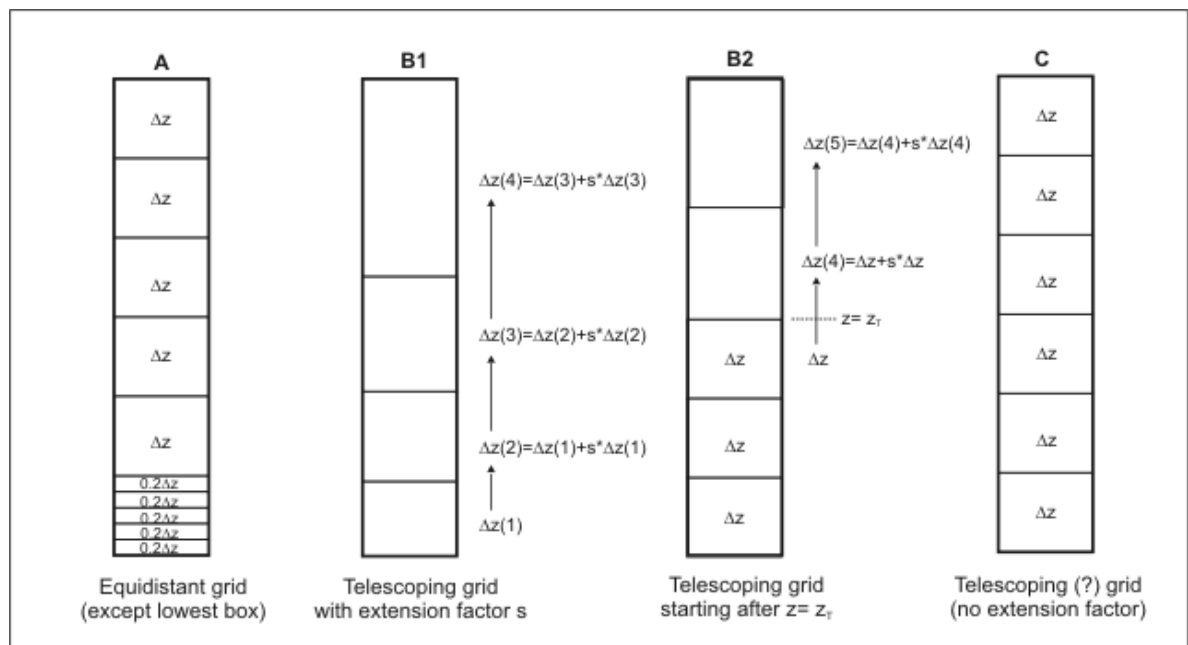 A
Δz
Δz
Δz
Δz
Δz
0.2Δz
0.2Δz
0.2Δz
0.2Δz
0.2Δz
Equidistant grid
(except lowest box)
B1
Δz(4)=Δz(3)+s*Δz(3)
Δz(3)=Δz(2)+s*Δz(2)
Δz(2)=Δz(1)+s*Δz(1)
Δz(1)
Telescoping grid
with extension factor s
B2
Δz(5)=Δz(4)+s*Δz(4)
Δz(4)=Δz+s*Δz
z= z_T
Δz
Δz
Δz
Δz
Telescoping grid
starting after z= z_T
C
Δz
Δz
Δz
Δz
Δz
Δz
Telescoping (?) grid
(no extension factor)